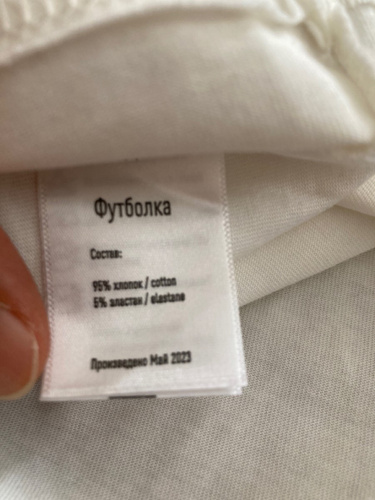 Футболка
Состав:
95% хлопок / cotton
5% эластан / elastane
Произведено Май 2023